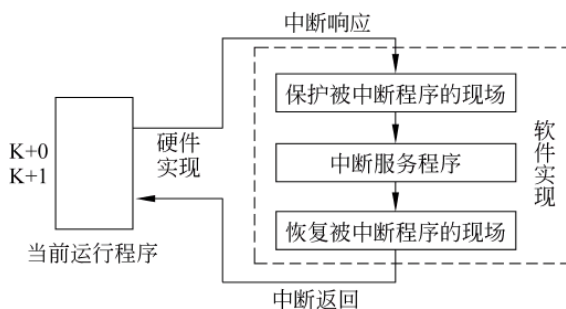 中断响应
保护被中断程序的现场
K+0
K+1
硬件
实现
中断服务程序
软件实现
恢复被中断程序的现场
当前运行程序
中断返回